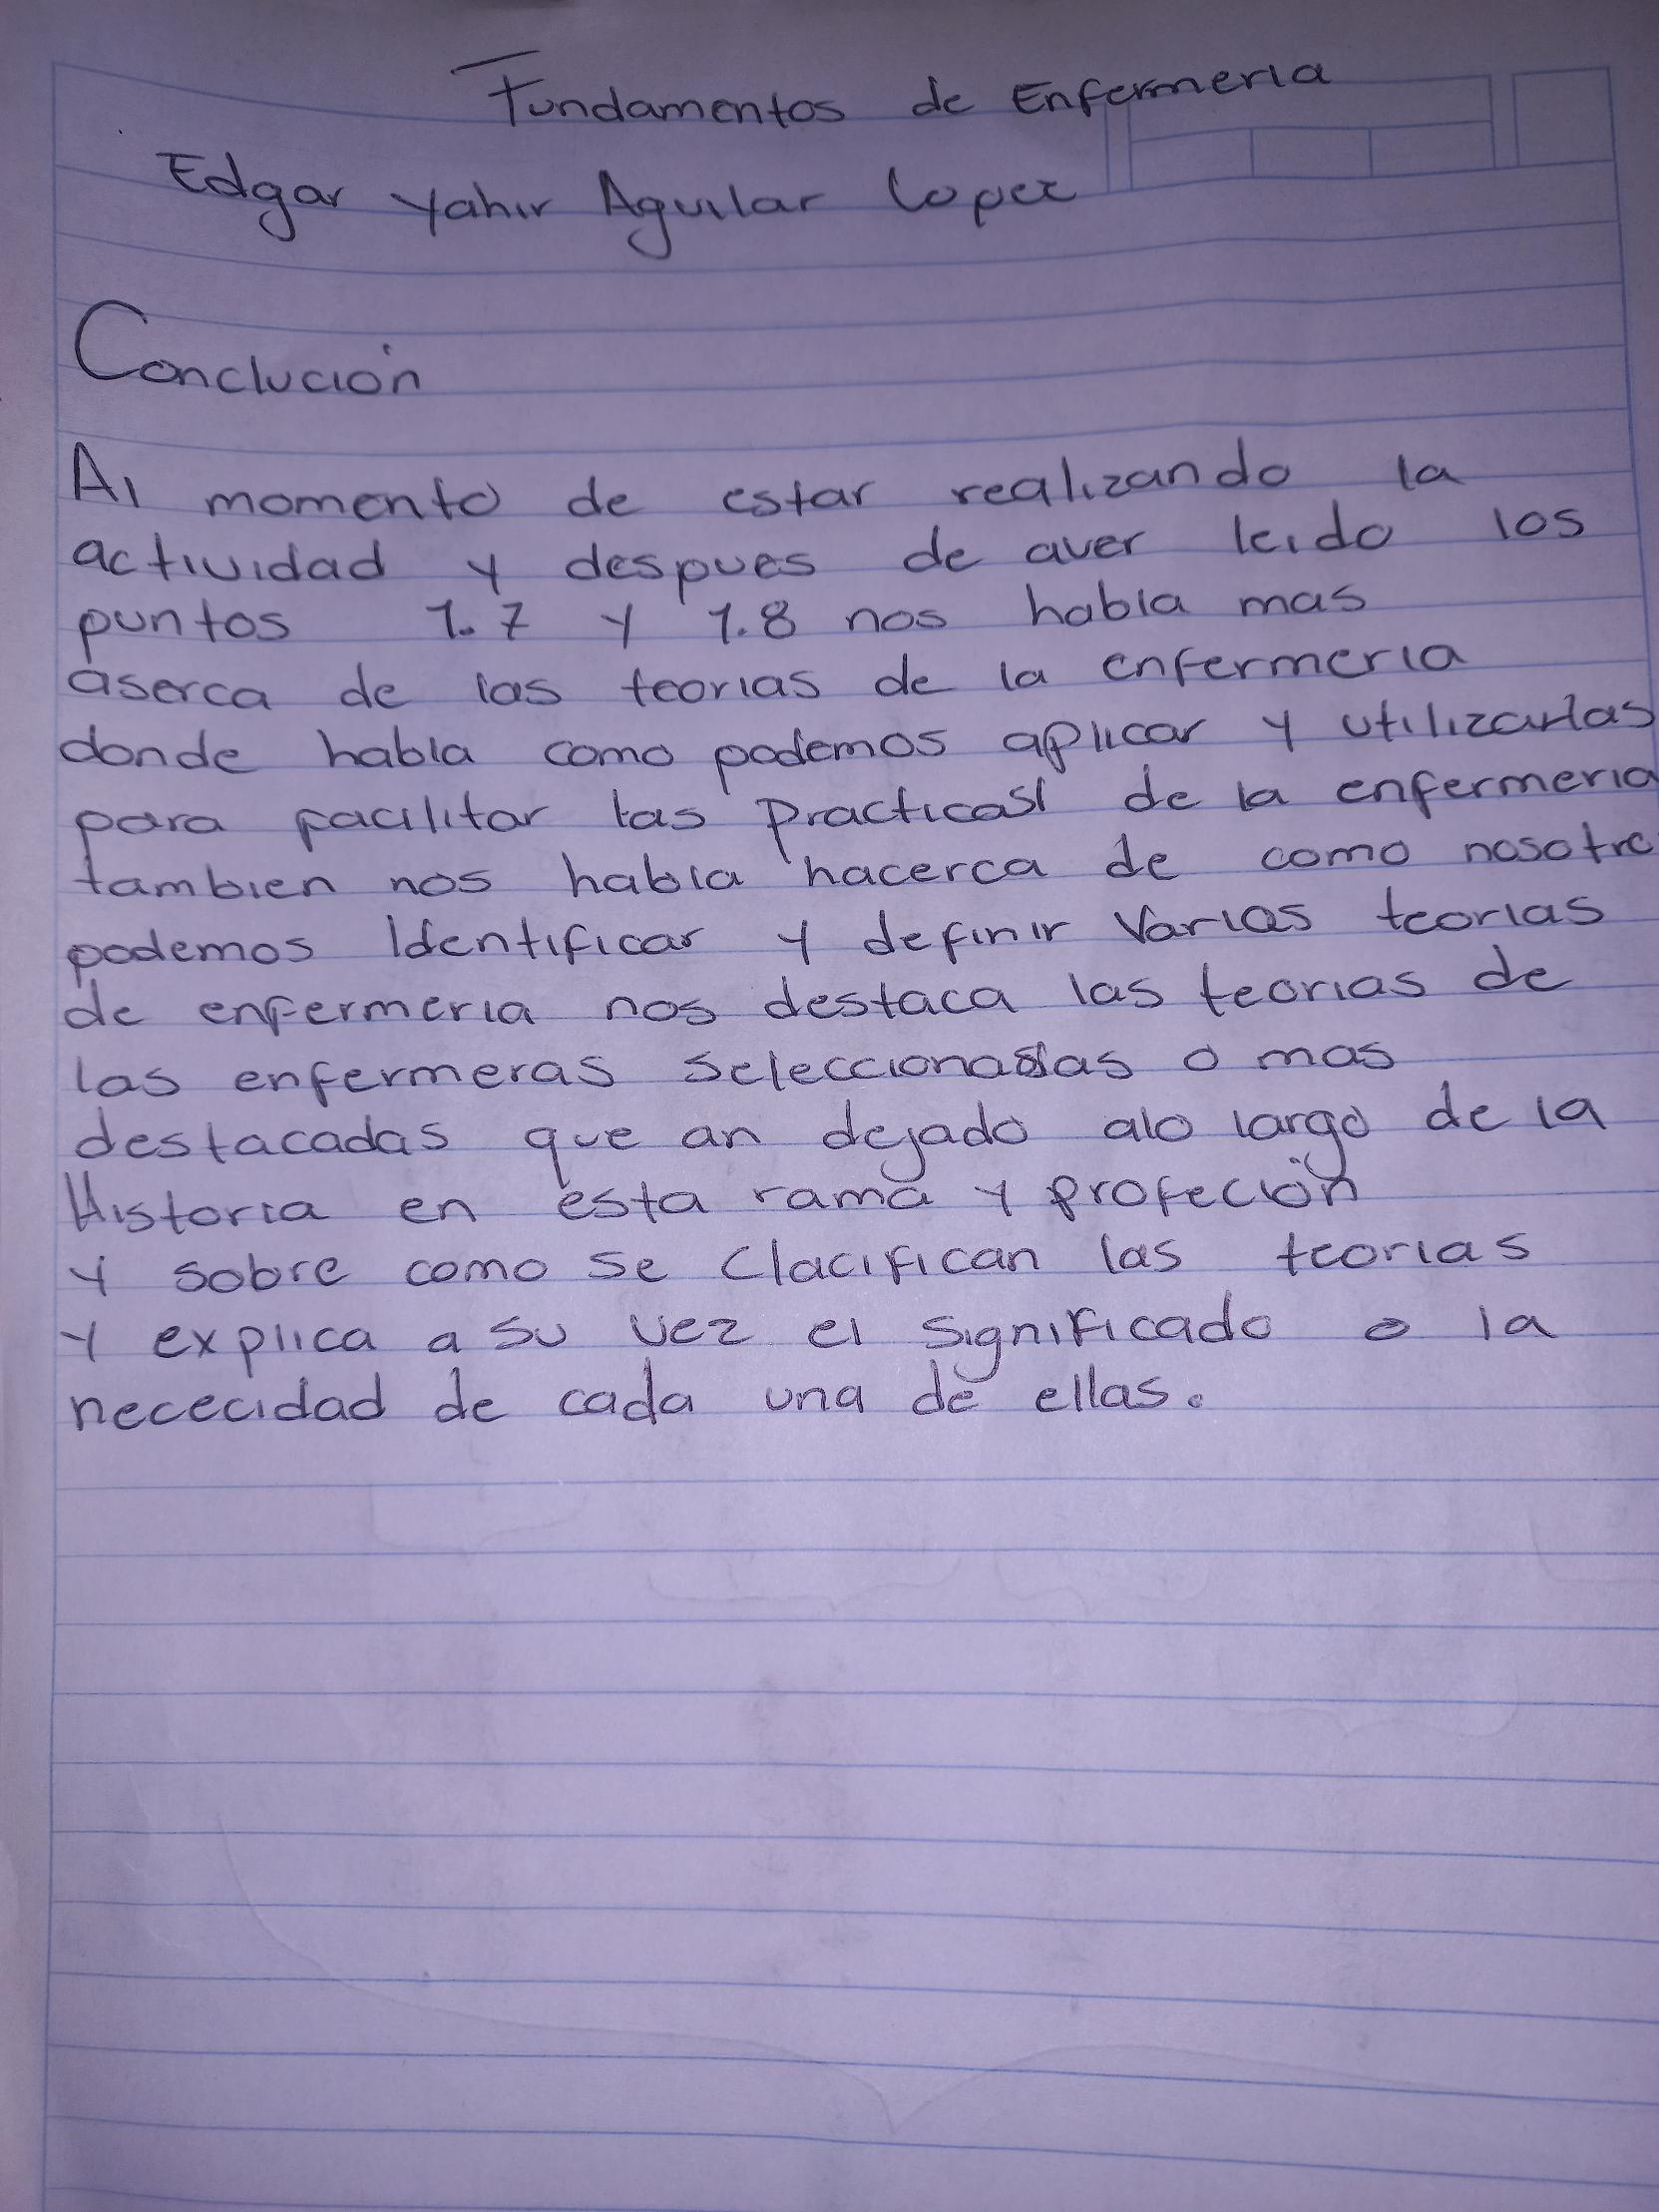 Fundamentos de Enfermeria
Edgar Yahir Aguilar Lopez
Conclución
Al momento de estar realizando la
actividad y despues de aver leido los
puntos 1.7 y 1.8 nos habla mas
aserca de las teorias de la enfermeria
donde habla como podemos aplicar y utilizarlas
para facilitar las practicas de la enfermeria
tambien nos habla hacerca de como nosotro
podemos Identificar y definir varias teorias
de enfermeria nos destaca las teorias de
las enfermeras seleccionadas o mas
destacadas que an dejado alo largo de la
Historia en esta rama y profeción
y sobre como se clacifican las teorias
y explica a su vez el significado o la
nececidad de cada una de ellas.